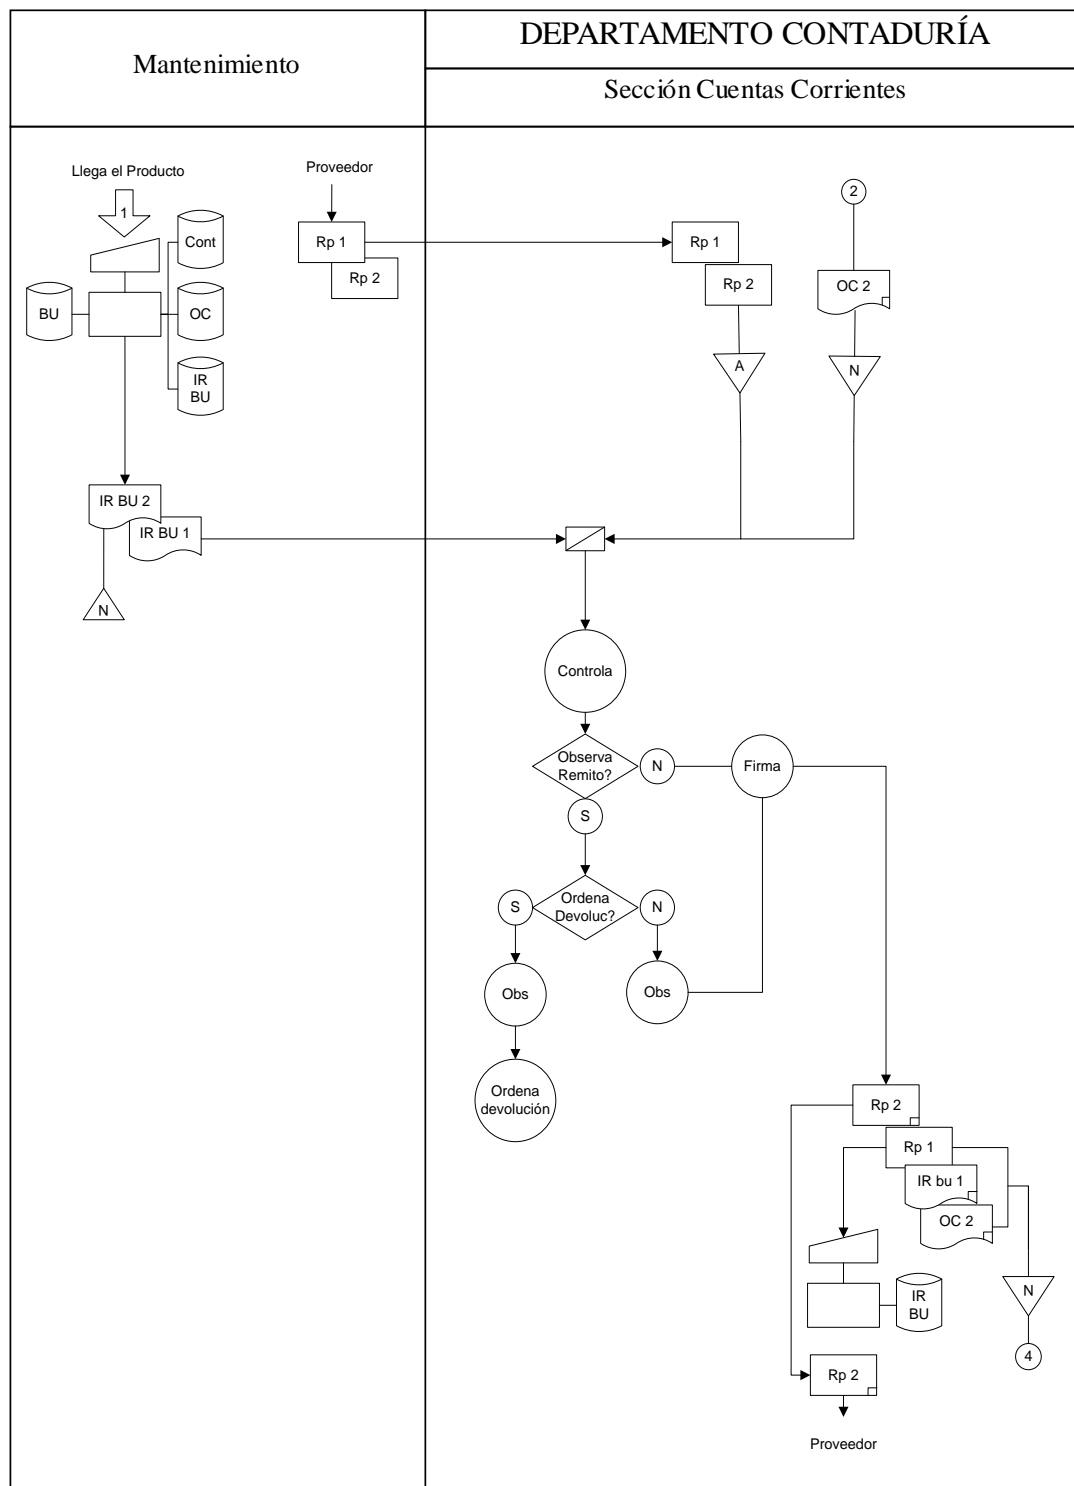 Mantenimiento
DEPARTAMENTO CONTADURÍA
Sección Cuentas Corrientes
Llega el Producto
1
Cont
BU
OC
IR
BU
IR BU 2
IR BU 1
N
Proveedor
Rp 1
Rp 2
Rp 1
Rp 2
A
2
OC 2
N
Controla
Observa
Remito?
N
Firma
S
Ordena
Devoluc?
S
N
Obs
Obs
Ordena
devolución
Rp 2
Rp 1
IR bu 1
OC 2
IR
BU
N
4
Rp 2
Proveedor